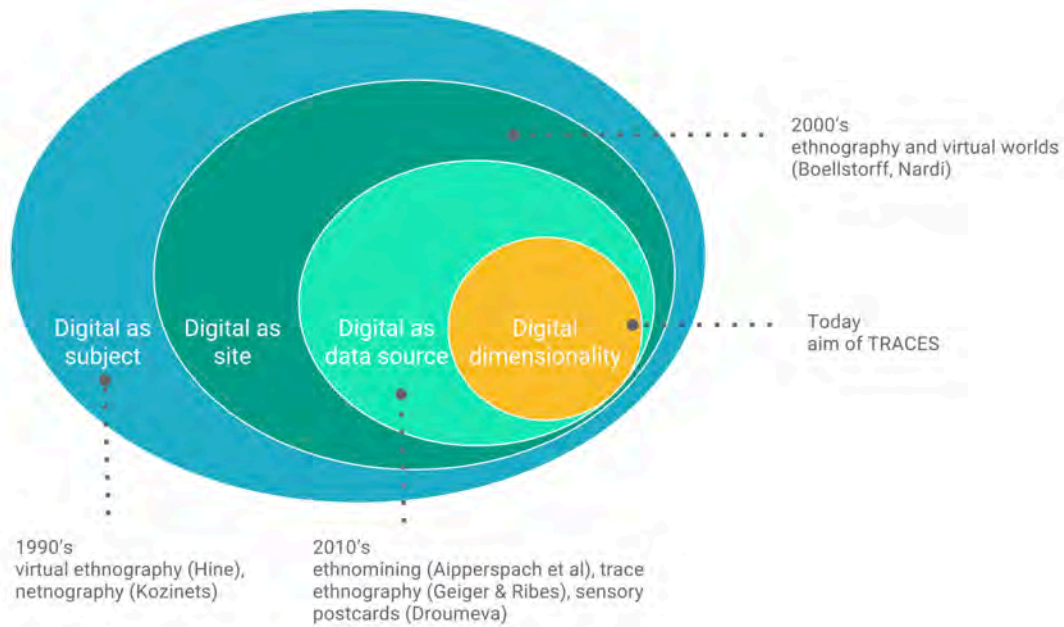 2000's
ethnography and virtual worlds
(Boellstorff, Nardi)
Digital as
subject
Digital as
site
Digital as
data source
Digital
dimensionality
Today
aim of TRACES
1990's
virtual ethnography (Hine),
netnography (Kozinets)
2010's
ethnomining (Aipperspach et al), trace
ethnography (Geiger & Ribes), sensory
postcards (Droumeva)